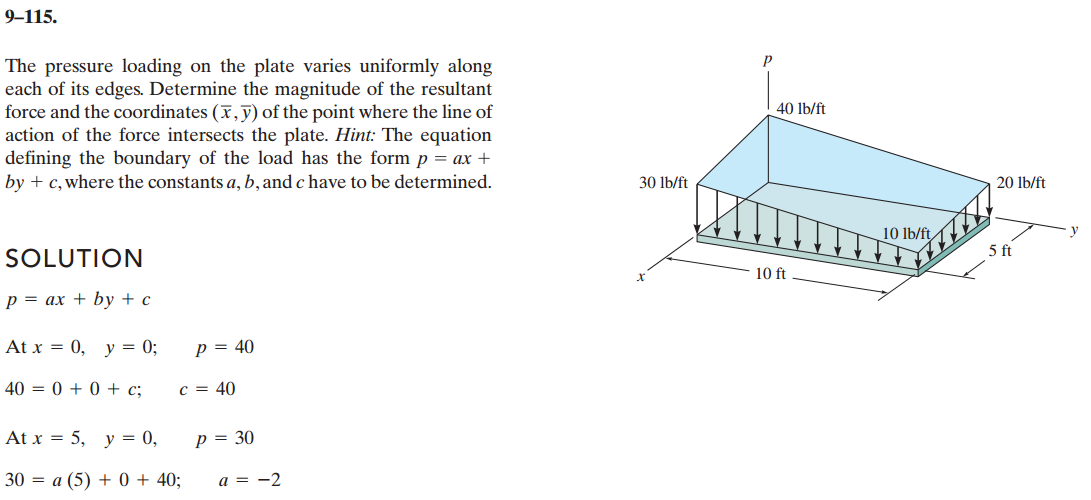 9–115.
The pressure loading on the plate varies uniformly along
each of its edges. Determine the magnitude of the resultant
force and the coordinates (x̅, y̅) of the point where the line of
action of the force intersects the plate. Hint: The equation
defining the boundary of the load has the form p = ax +
by + c, where the constants a, b, and c have to be determined.
SOLUTION
p = ax + by + c
At x = 0, y = 0; p = 40
40 = 0 + 0 + c; c = 40
At x = 5, y = 0, p = 30
30 = a (5) + 0 + 40; a = −2
p
40 lb/ft
30 lb/ft
20 lb/ft
10 lb/ft
y
5 ft
10 ft
x